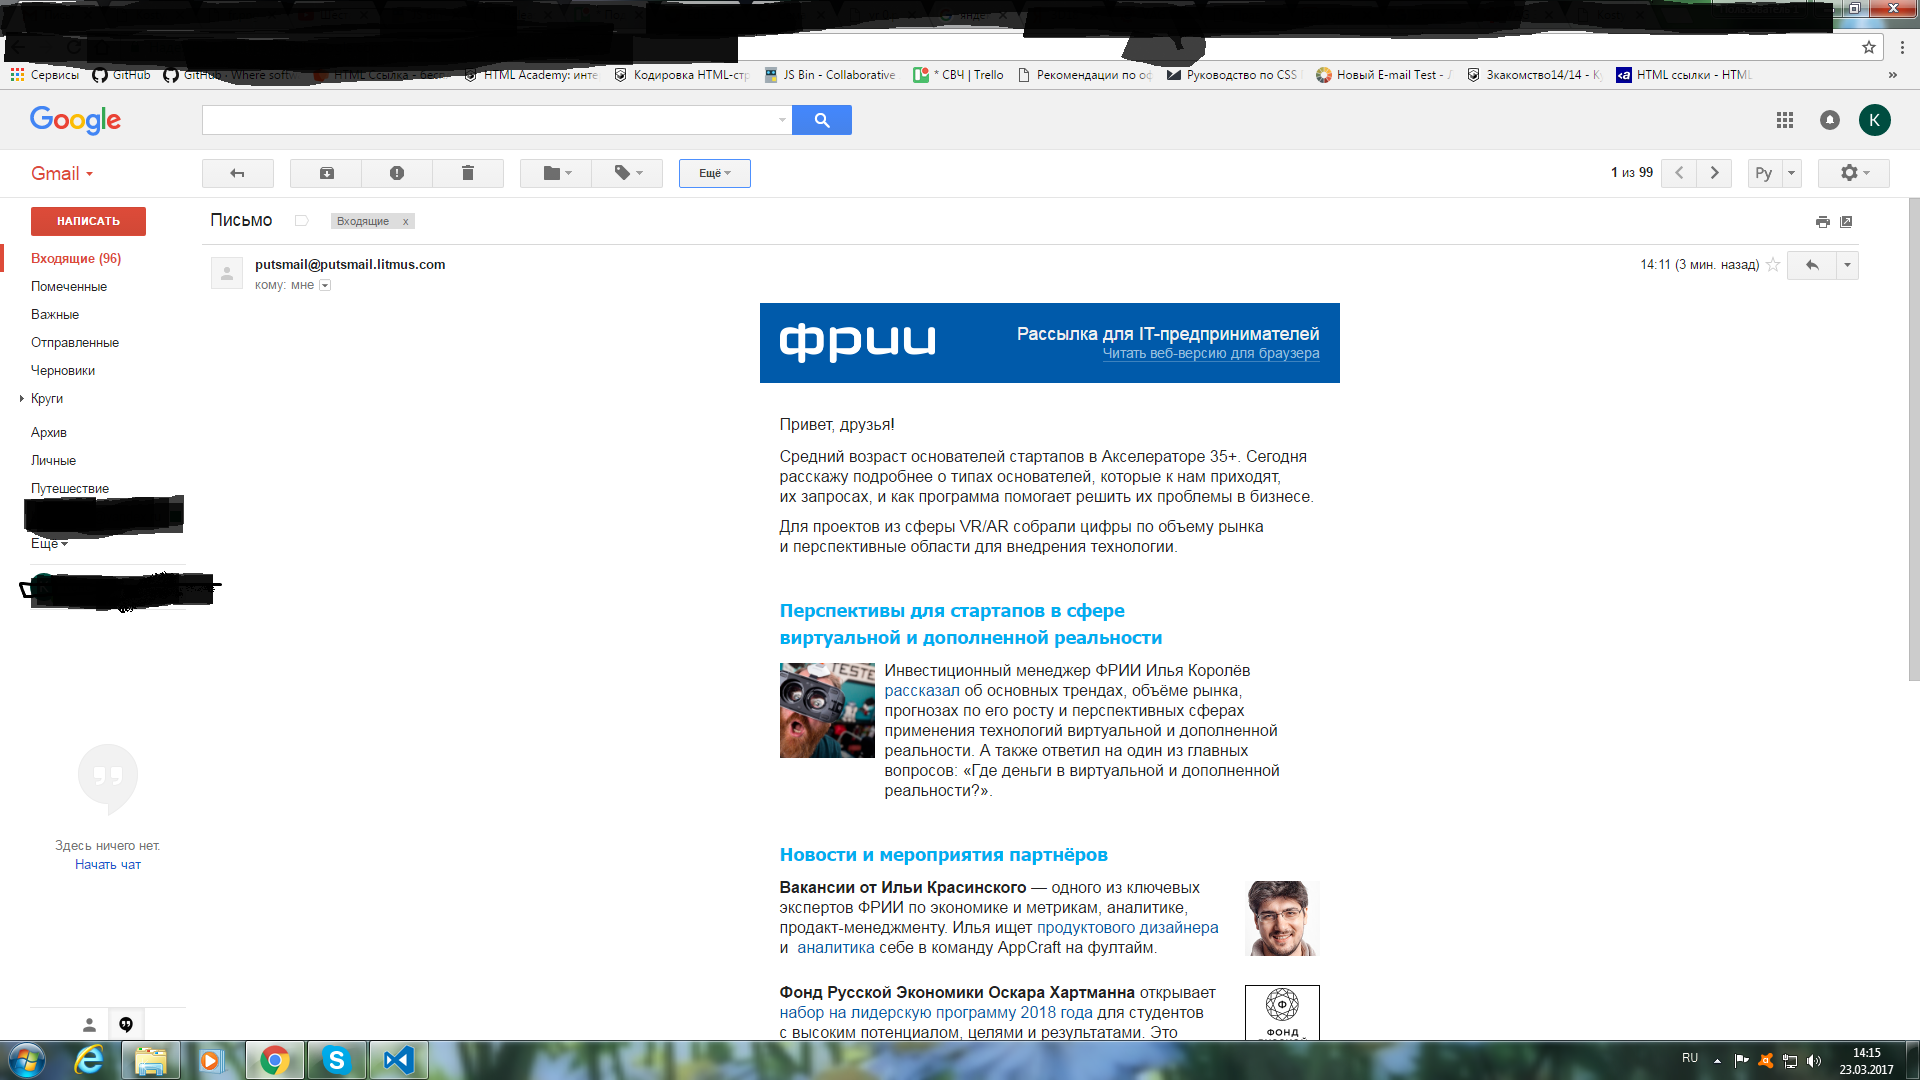 Сервисы
GitHub
GitHub - Where softw
HTML Ссылка - бесп
HTML Academy: инте
Кодировка HTML-стр
JS Bin - Collaborative
* СВЧ | Trello
Рекомендации по оф
Руководство по CSS
Новый E-mail Test - 
Знакомство14/14 - Ку
HTML ссылки - HTML
»
Google
K
Gmail
Ещё
1 из 99
Ру
НАПИСАТЬ
Письмо
Входящие x
Входящие (96)
Помеченные
Важные
Отправленные
Черновики
Круги
Архив
Личные
Путешествие
Ещё
putsmail@putsmail.litmus.com
кому: мне
14:11 (3 мин. назад)
фрии
Рассылка для IT-предпринимателей
Читать веб-версию для браузера
Привет, друзья!
Средний возраст основателей стартапов в Акселераторе 35+. Сегодня
расскажу подробнее о типах основателей, которые к нам приходят,
их запросах, и как программа помогает решить их проблемы в бизнесе.
Для проектов из сферы VR/AR собрали цифры по объему рынка
и перспективные области для внедрения технологии.
Перспективы для стартапов в сфере
виртуальной и дополненной реальности
TESTE
Инвестиционный менеджер ФРИИ Илья Королёв
рассказал об основных трендах, объёме рынка,
прогнозах по его росту и перспективных сферах
применения технологий виртуальной и дополненной
реальности. А также ответил на один из главных
вопросов: «Где деньги в виртуальной и дополненной
реальности?».
Новости и мероприятия партнёров
Вакансии от Ильи Красинского — одного из ключевых
экспертов ФРИИ по экономике и метрикам, аналитике,
продакт-менеджменту. Илья ищет продуктового дизайнера
и аналитика себе в команду AppCraft на фултайм.
Фонд Русской Экономики Оскара Хартманна открывает
набор на лидерскую программу 2018 года для студентов
с высоким потенциалом, целями и результатами. Это
Ф
ФОНД
Здесь ничего нет.
Начать чат
RU
14:15
23.03.2017